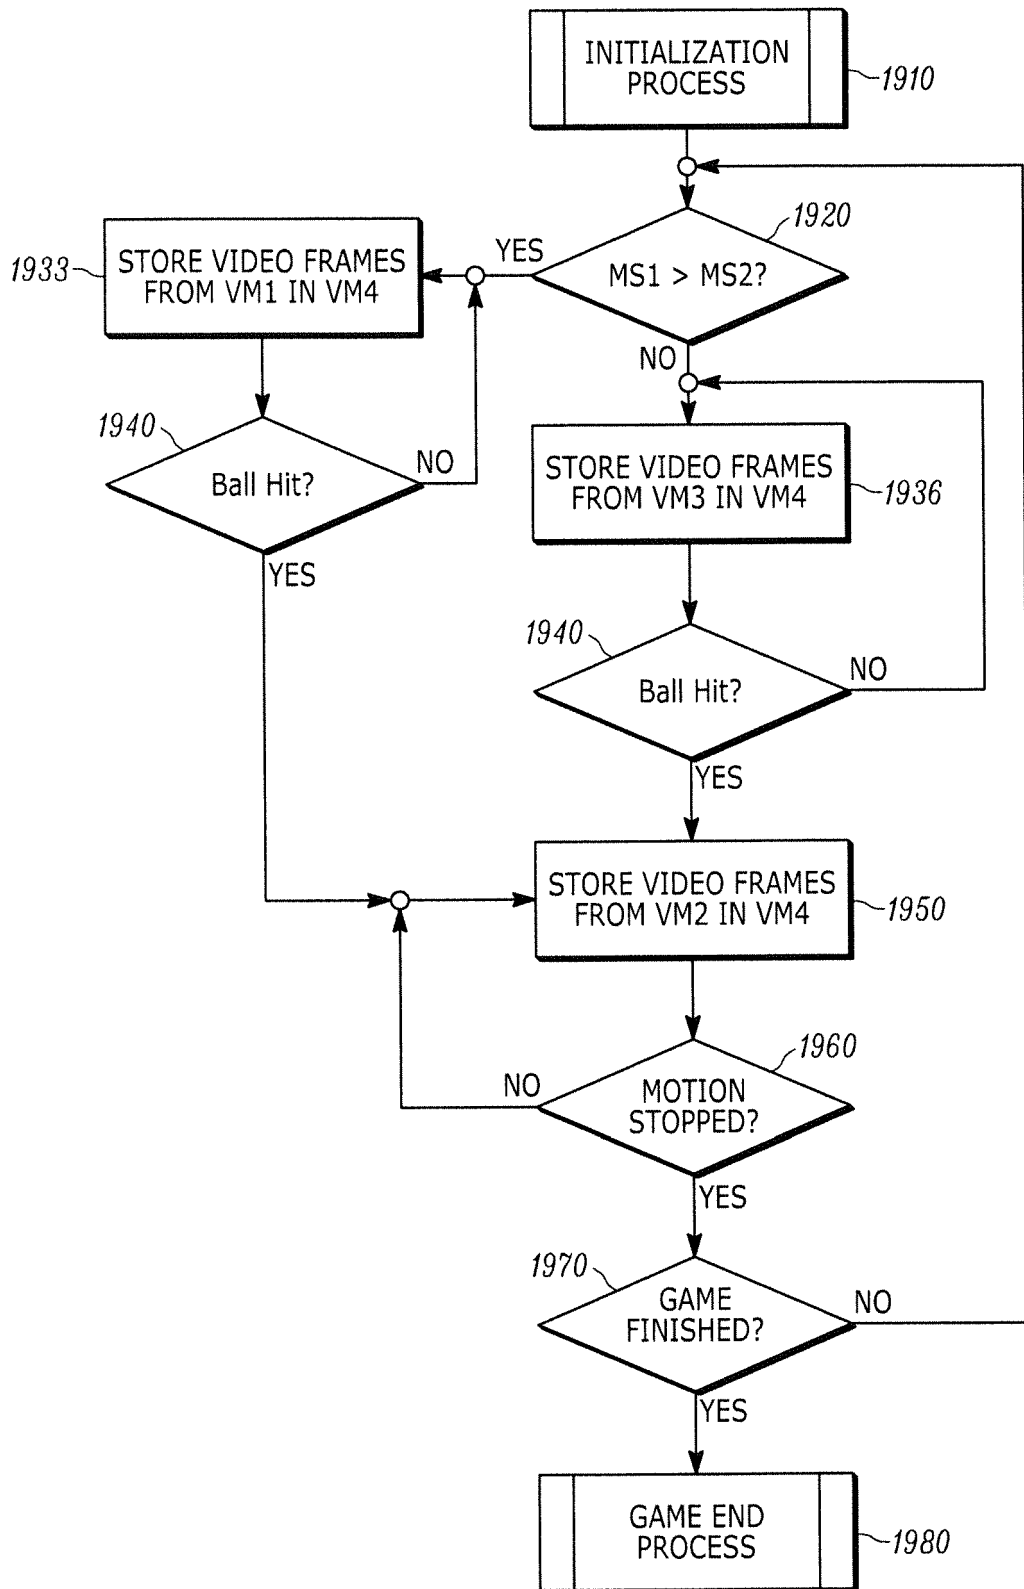 INITIALIZATION
PROCESS
1910
1920
MS1 > MS2?
YES
NO
1933
STORE VIDEO FRAMES
FROM VM1 IN VM4
1940
Ball Hit?
NO
YES
STORE VIDEO FRAMES
FROM VM3 IN VM4
1936
1940
Ball Hit?
NO
YES
STORE VIDEO FRAMES
FROM VM2 IN VM4
1950
1960
MOTION
STOPPED?
NO
YES
1970
GAME
FINISHED?
NO
YES
GAME END
PROCESS
1980